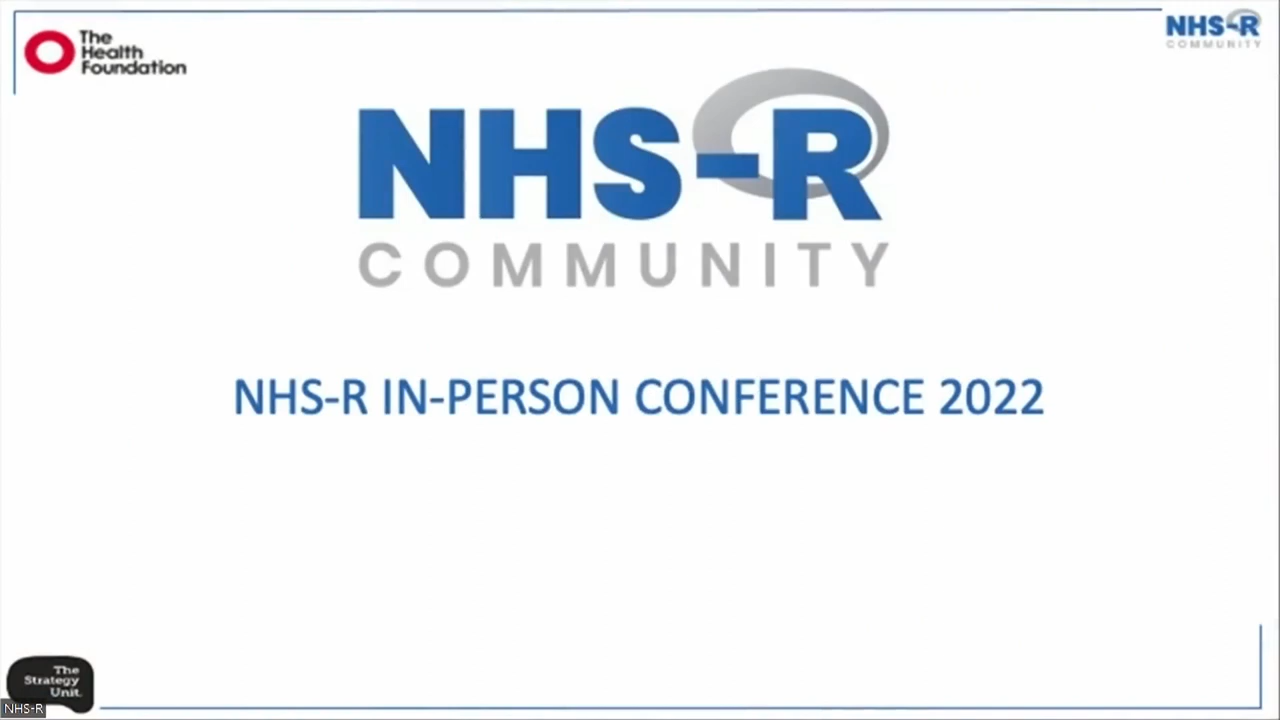 The
Health
Foundation
NHS-R
COMMUNITY
NHS-R
COMMUNITY
NHS-R IN-PERSON CONFERENCE 2022
The
Strategy
Unit.
NHS-R